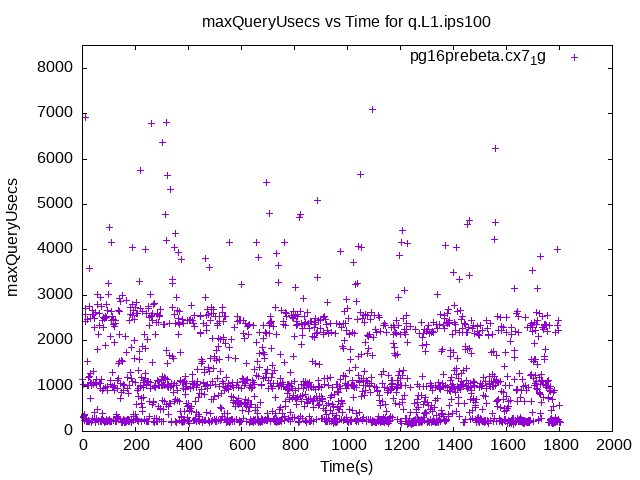 maxQueryUsecs vs Time for q.L1.ips100
pg16prebeta.cx7₁g
8000
7000
6000
5000
4000
3000
2000
1000
0
maxQueryUsecs
0 200 400 600 800 1000 1200 1400 1600 1800 2000
Time(s)